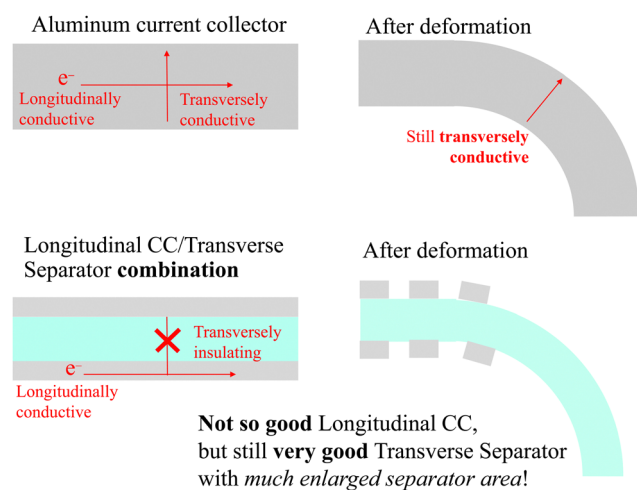 Aluminum current collector
After deformation
e–
Longitudinally
conductive
Transversely
conductive
Still transversely
conductive
Longitudinal CC/Transverse
Separator combination
After deformation
Transversely
insulating
e–
Longitudinally
conductive
Not so good Longitudinal CC,
but still very good Transverse Separator
with much enlarged separator area!